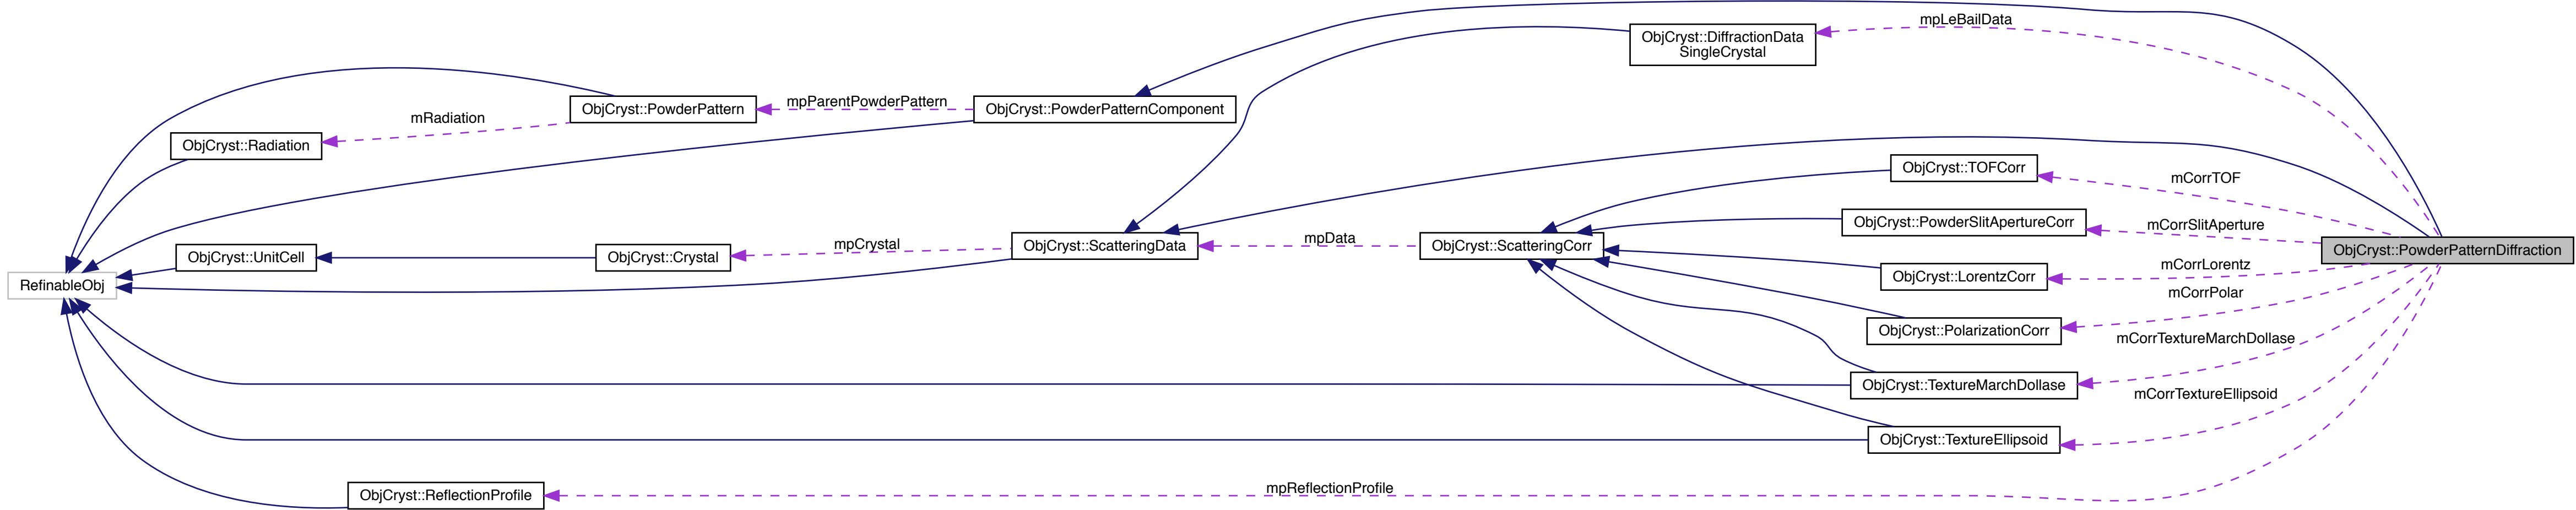 mpLeBailData
ObjCryst::DiffractionData
SingleCrystal
mpParentPowderPattern
ObjCryst::PowderPattern
ObjCryst::PowderPatternComponent
mRadiation
ObjCryst::Radiation
ObjCryst::TOFCorr
mCorrTOF
ObjCryst::PowderSlitApertureCorr
mCorrSlitAperture
mpCrystal
ObjCryst::ScatteringData
mpData
ObjCryst::ScatteringCorr
ObjCryst::PowderPatternDiffraction
ObjCryst::UnitCell
ObjCryst::Crystal
mCorrLorentz
ObjCryst::LorentzCorr
RefinableObj
mCorrPolar
ObjCryst::PolarizationCorr
mCorrTextureMarchDollase
ObjCryst::TextureMarchDollase
mCorrTextureEllipsoid
ObjCryst::TextureEllipsoid
mpReflectionProfile
ObjCryst::ReflectionProfile